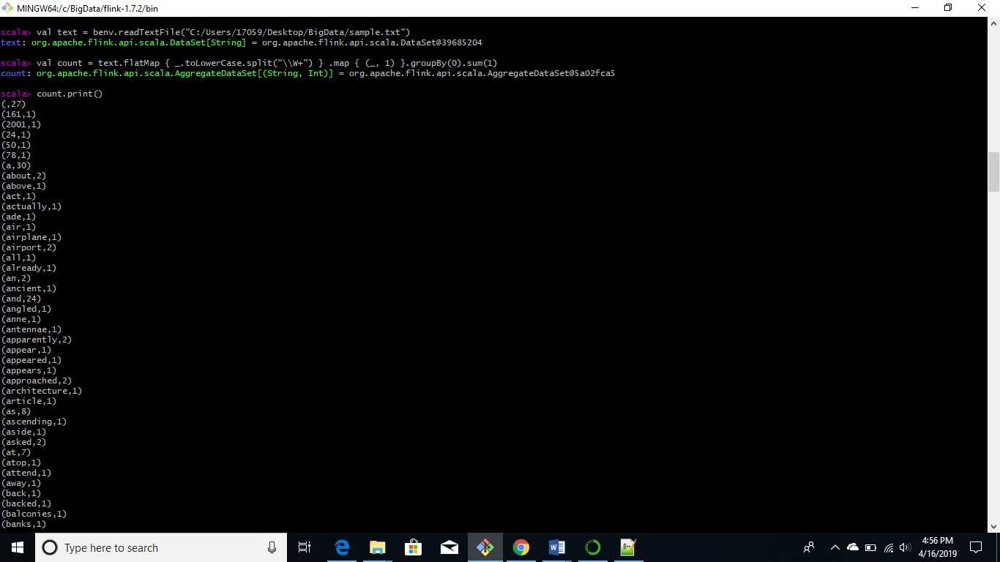 MINGW64:/c/BigData/flink-1.7.2/bin
scala> val text = benv.readTextFile("C:/Users/17059/Desktop/BigData/sample.txt")
text: org.apache.flink.api.scala.DataSet[String] = org.apache.flink.api.scala.DataSet@39685204
scala> val count = text.flatMap { _.toLowerCase.split("\\W+") } .map { (_, 1) }.groupBy(0).sum(1)
count: org.apache.flink.api.scala.AggregateDataSet[(String, Int)] = org.apache.flink.api.scala.AggregateDataSet@5a02fca5
scala> count.print()
(,27)
(161,1)
(2001,1)
(24,1)
(50,1)
(78,1)
(a,30)
(about,2)
(above,1)
(act,1)
(actually,1)
(ade,1)
(air,1)
(airplane,1)
(airport,2)
(all,1)
(already,1)
(an,2)
(ancient,1)
(and,24)
(angled,1)
(anne,1)
(antennae,1)
(apparently,2)
(appear,1)
(appeared,1)
(appears,1)
(approached,2)
(architecture,1)
(article,1)
(as,8)
(ascending,1)
(aside,1)
(asked,2)
(at,7)
(atop,1)
(attend,1)
(away,1)
(back,1)
(backed,1)
(balconies,1)
(banks,1)
Type here to search
4:56 PM
4/16/2019